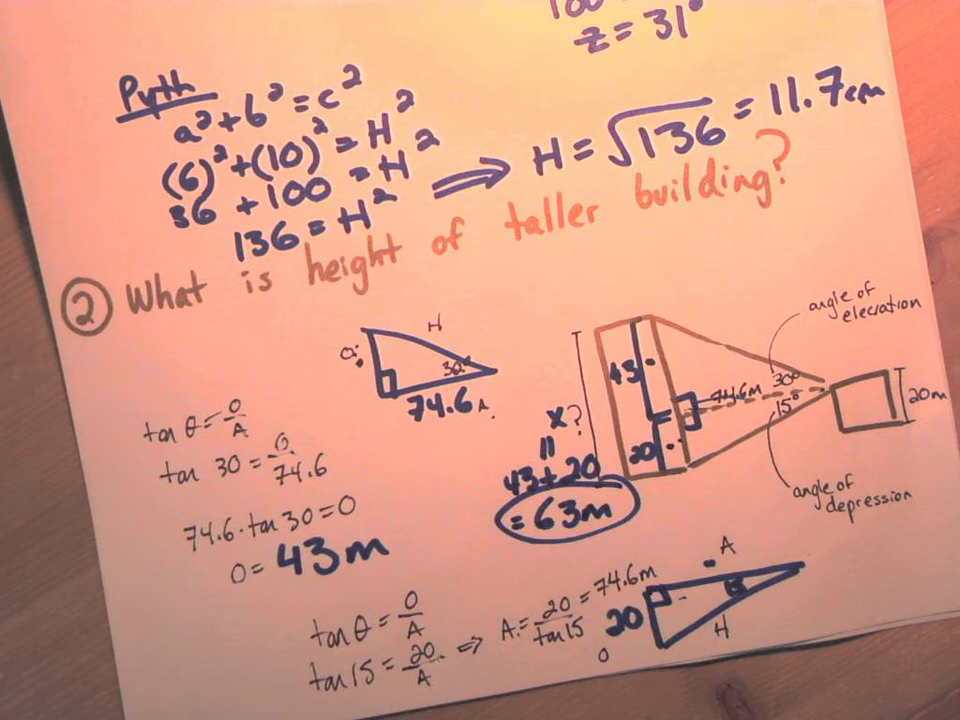 z = 31°
Pyth
a² + b² = c²
(6)² + (10)² = H²
36 + 100 = H²
136 = H² ⇒ H = √136 = 11.7cm
② What is height of taller building?
H
30°
74.6 A.
angle of
elevation
43
74.6m 30°
15°
20m
x?
=
20
43 + 20
= 63m
angle of
depression
tan θ = O/A
tan 30 = O/74.6
74.6 · tan 30 = O
O = 43m
tan θ = O/A
tan 15 = 20/A ⇒ A = 20/tan15 = 74.6m
A
15
20
O
H